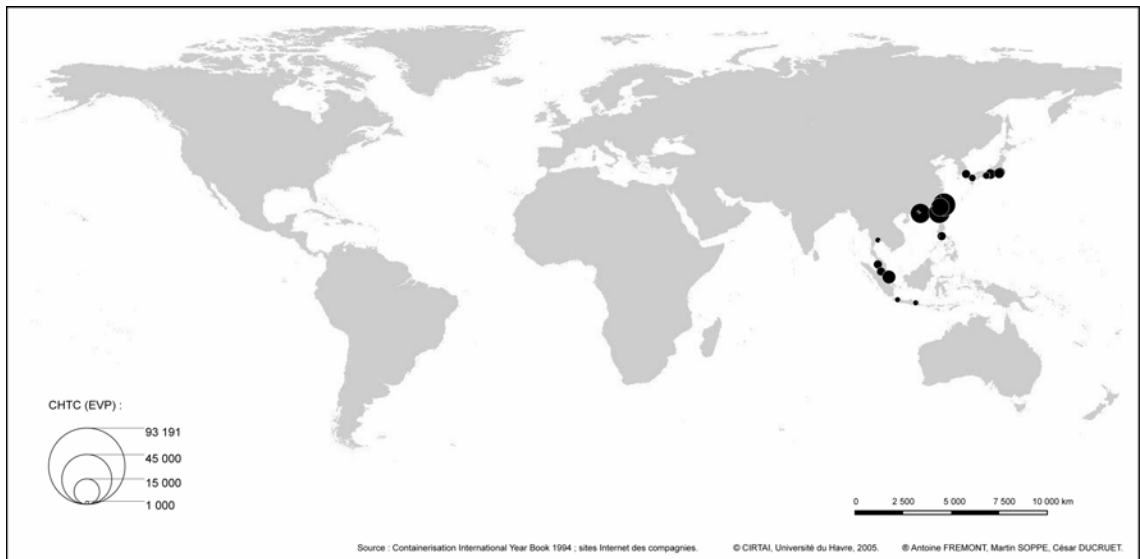 CHTC (EVP) :
93 191
45 000
15 000
1 000
0 2 500 5 000 7 500 10 000 km
Source : Containerisation International Year Book 1994 ; sites Internet des compagnies. © CIRTAI, Université du Havre, 2005. ® Antoine FREMONT, Martin SOPPE, César DUCRUET.